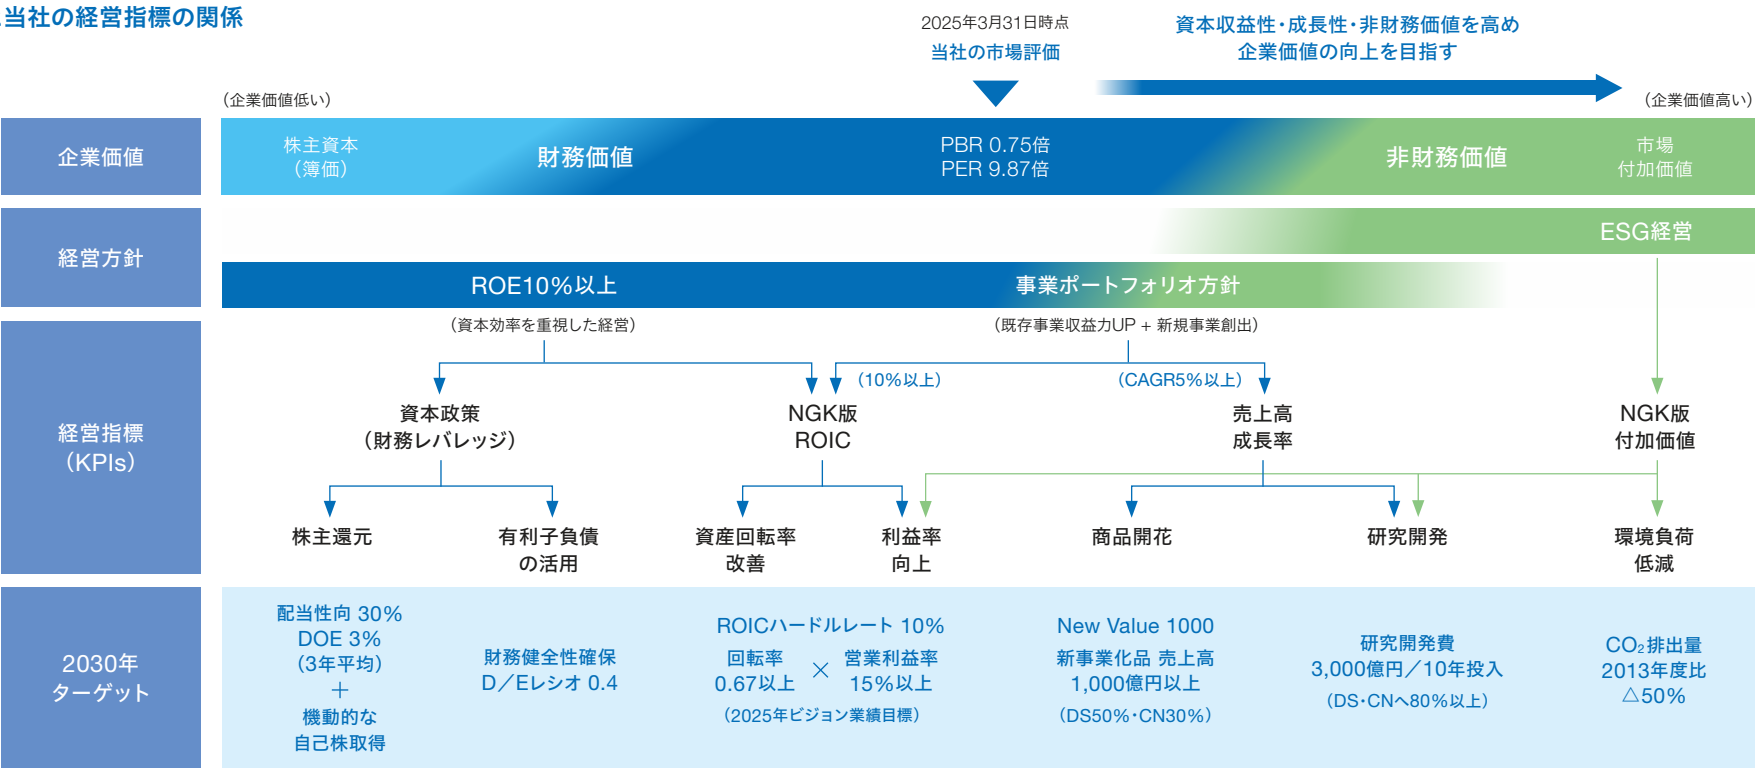 当社の経営指標の関係
2025年3月31日時点
当社の市場評価
資本収益性・成長性・非財務価値を高め
企業価値の向上を目指す
（企業価値低い）
（企業価値高い）
企業価値
株主資本
（簿価）
財務価値
PBR 0.75倍
PER 9.87倍
非財務価値
市場
付加価値
経営方針
ESG経営
ROE10％以上
事業ポートフォリオ方針
（資本効率を重視した経営）
（既存事業収益力UP + 新規事業創出）
経営指標
（KPIs）
（10％以上）
（CAGR5％以上）
資本政策
（財務レバレッジ）
NGK版
ROIC
売上高
成長率
NGK版
付加価値
株主還元
有利子負債
の活用
資産回転率
改善
利益率
向上
商品開花
研究開発
環境負荷
低減
2030年
ターゲット
配当性向 30％
DOE 3％
（3年平均）
＋
機動的な
自己株取得
財務健全性確保
D／Eレシオ 0.4
ROICハードルレート 10％
回転率
0.67以上
×
営業利益率
15％以上
（2025年ビジョン業績目標）
New Value 1000
新事業化品 売上高
1,000億円以上
（DS50％・CN30％）
研究開発費
3,000億円／10年投入
（DS・CNへ80％以上）
CO₂排出量
2013年度比
△50％